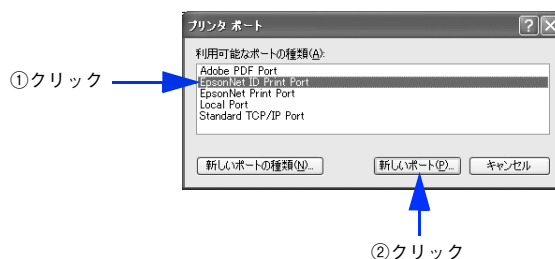 プリンタ ポート
利用可能なポートの種類(A):
①クリック
Adobe PDF Port
EpsonNet ID Print Port
EpsonNet Print Port
Local Port
Standard TCP/IP Port
新しいポートの種類(N)...
新しいポート(P)...
キャンセル
②クリック